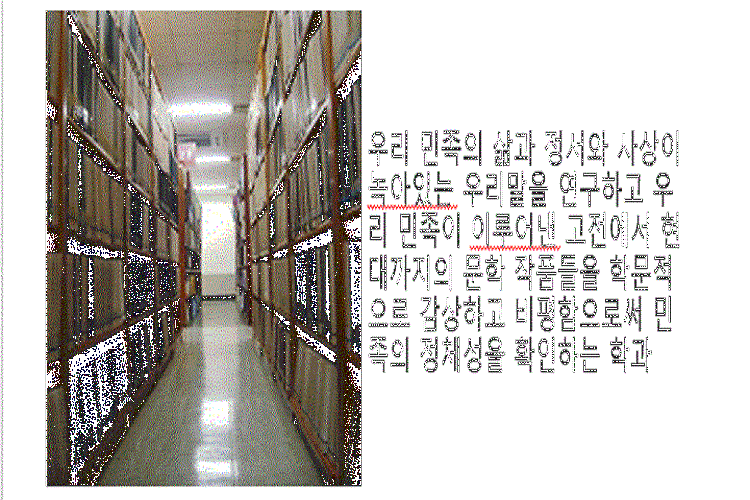 우리 민족의 삶과 정서와 사상이
녹아있는 우리말을 연구하고 우
리 민족이 이루어낸 고전에서 현
대까지의 문학 작품들을 학문적
으로 감상하고 비평함으로써 민
족의 정체성을 확인하는 학과